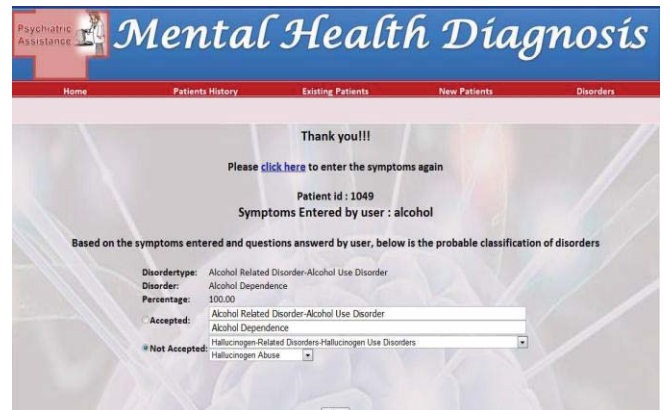 Psychiatric
Assistance
Mental Health Diagnosis
Home Patients History Existing Patients New Patients Disorders
Thank you!!!
Please click here to enter the symptoms again
Patient id : 1049
Symptoms Entered by user : alcohol
Based on the symptoms entered and questions answerd by user, below is the probable classification of disorders
Disordertype: Alcohol Related Disorder-Alcohol Use Disorder
Disorder: Alcohol Dependence
Percentage: 100.00
Accepted: Alcohol Related Disorder-Alcohol Use Disorder
Alcohol Dependence
Not Accepted: Hallucinogen-Related Disorders-Hallucinogen Use Disorders
Hallucinogen Abuse